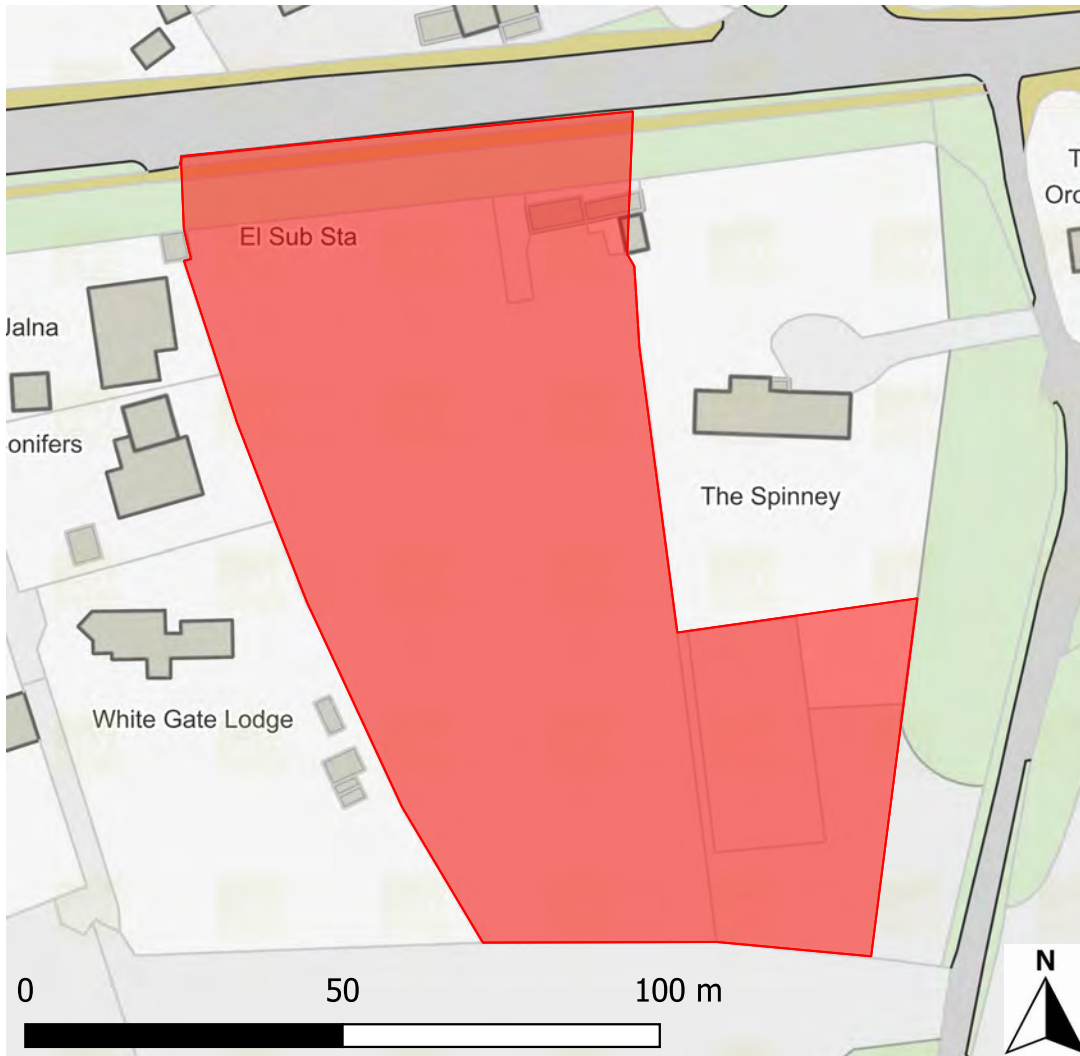 El Sub Sta
Jalna
onifers
The Spinney
White Gate Lodge
0 50 100 m
N